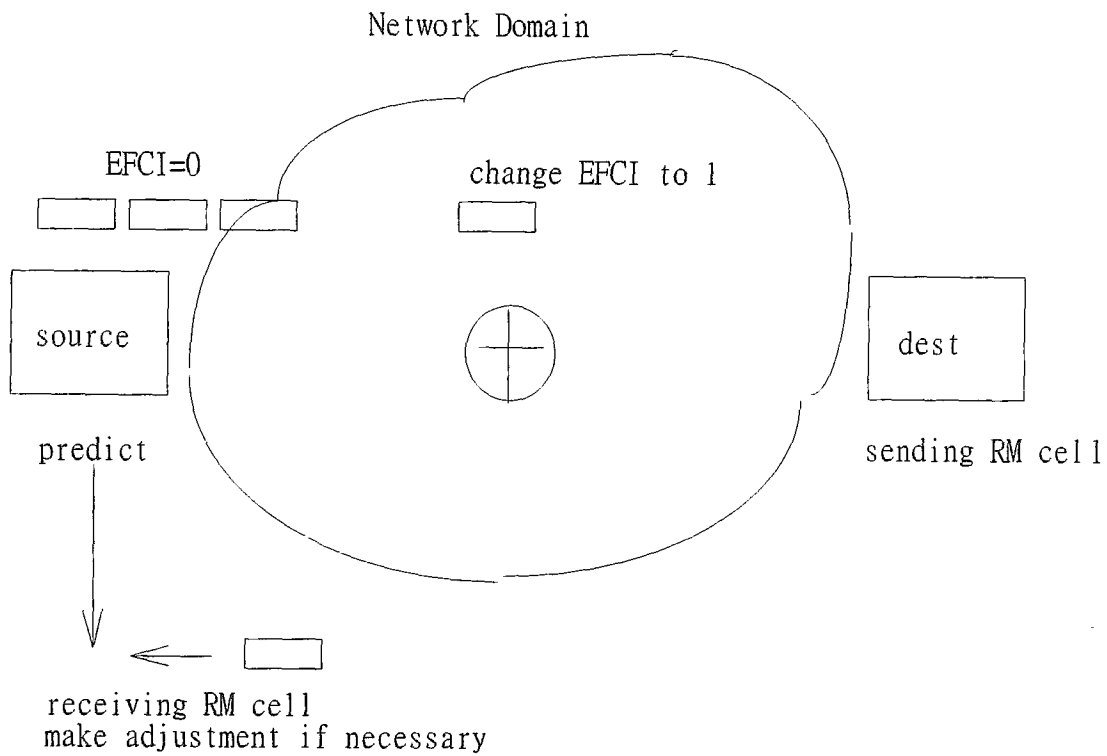 Network Domain
EFCI=0
change EFCI to 1
source
dest
predict
sending RM cell
receiving RM cell
make adjustment if necessary